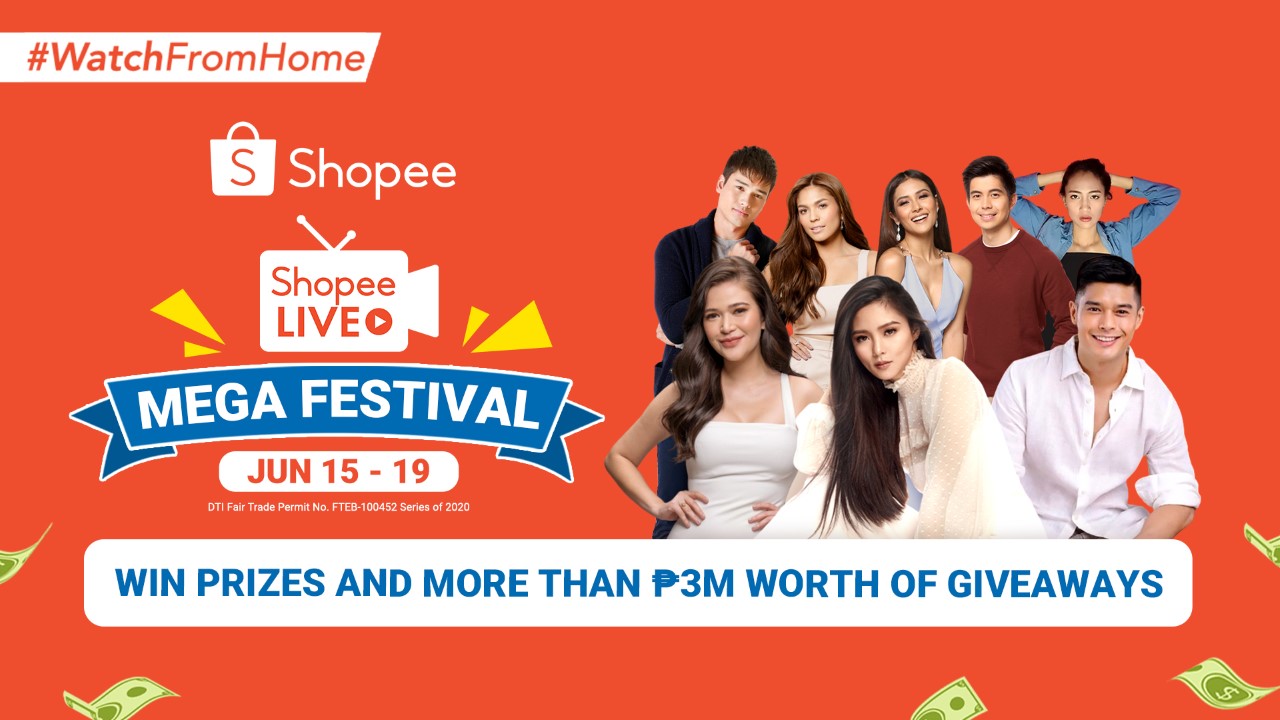 #WatchFromHome
S Shopee
Shopee
LIVE
MEGA FESTIVAL
JUN 15 - 19
DTI Fair Trade Permit No. FTEB-100452 Series of 2020
WIN PRIZES AND MORE THAN ₱3M WORTH OF GIVEAWAYS
$